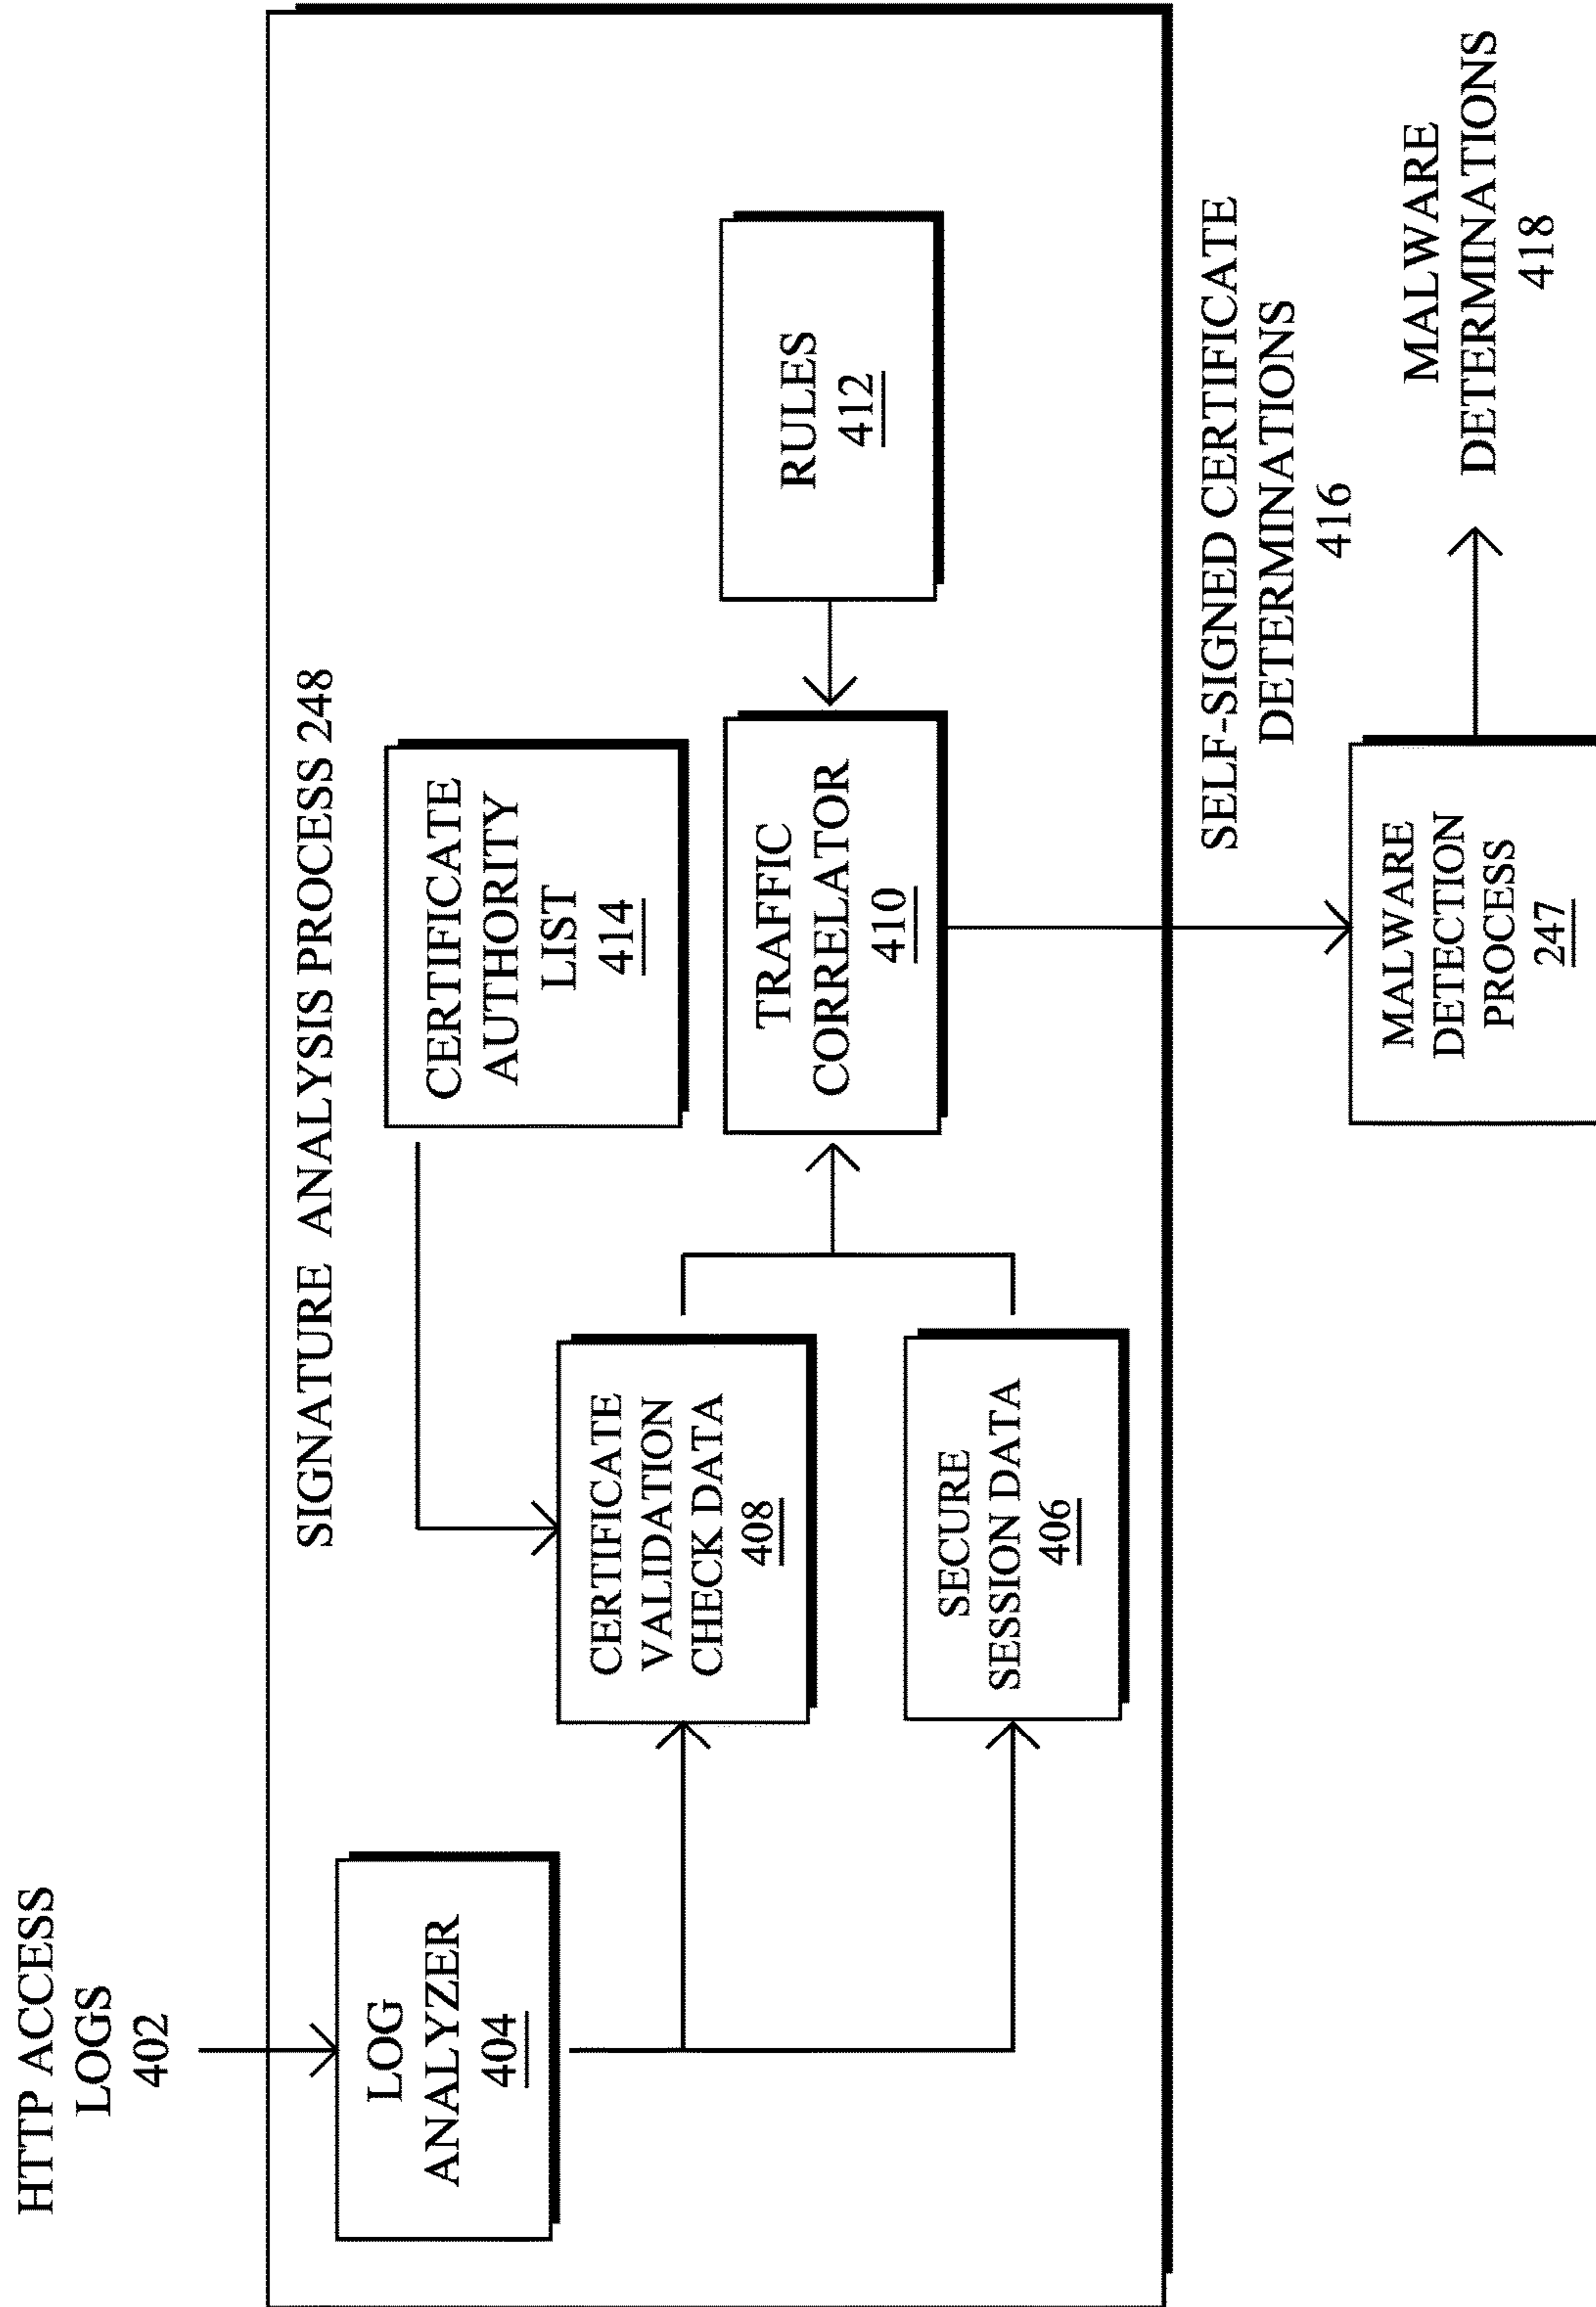 HTTP ACCESS
LOGS
402
SIGNATURE ANALYSIS PROCESS 248
LOG
ANALYZER
404
CERTIFICATE
VALIDATION
CHECK DATA
408
SECURE
SESSION DATA
406
CERTIFICATE
AUTHORITY
LIST
414
TRAFFIC
CORRELATOR
410
RULES
412
SELF-SIGNED CERTIFICATE
DETERMINATIONS
416
MALWARE
DETECTION
PROCESS
247
MALWARE
DETERMINATIONS
418